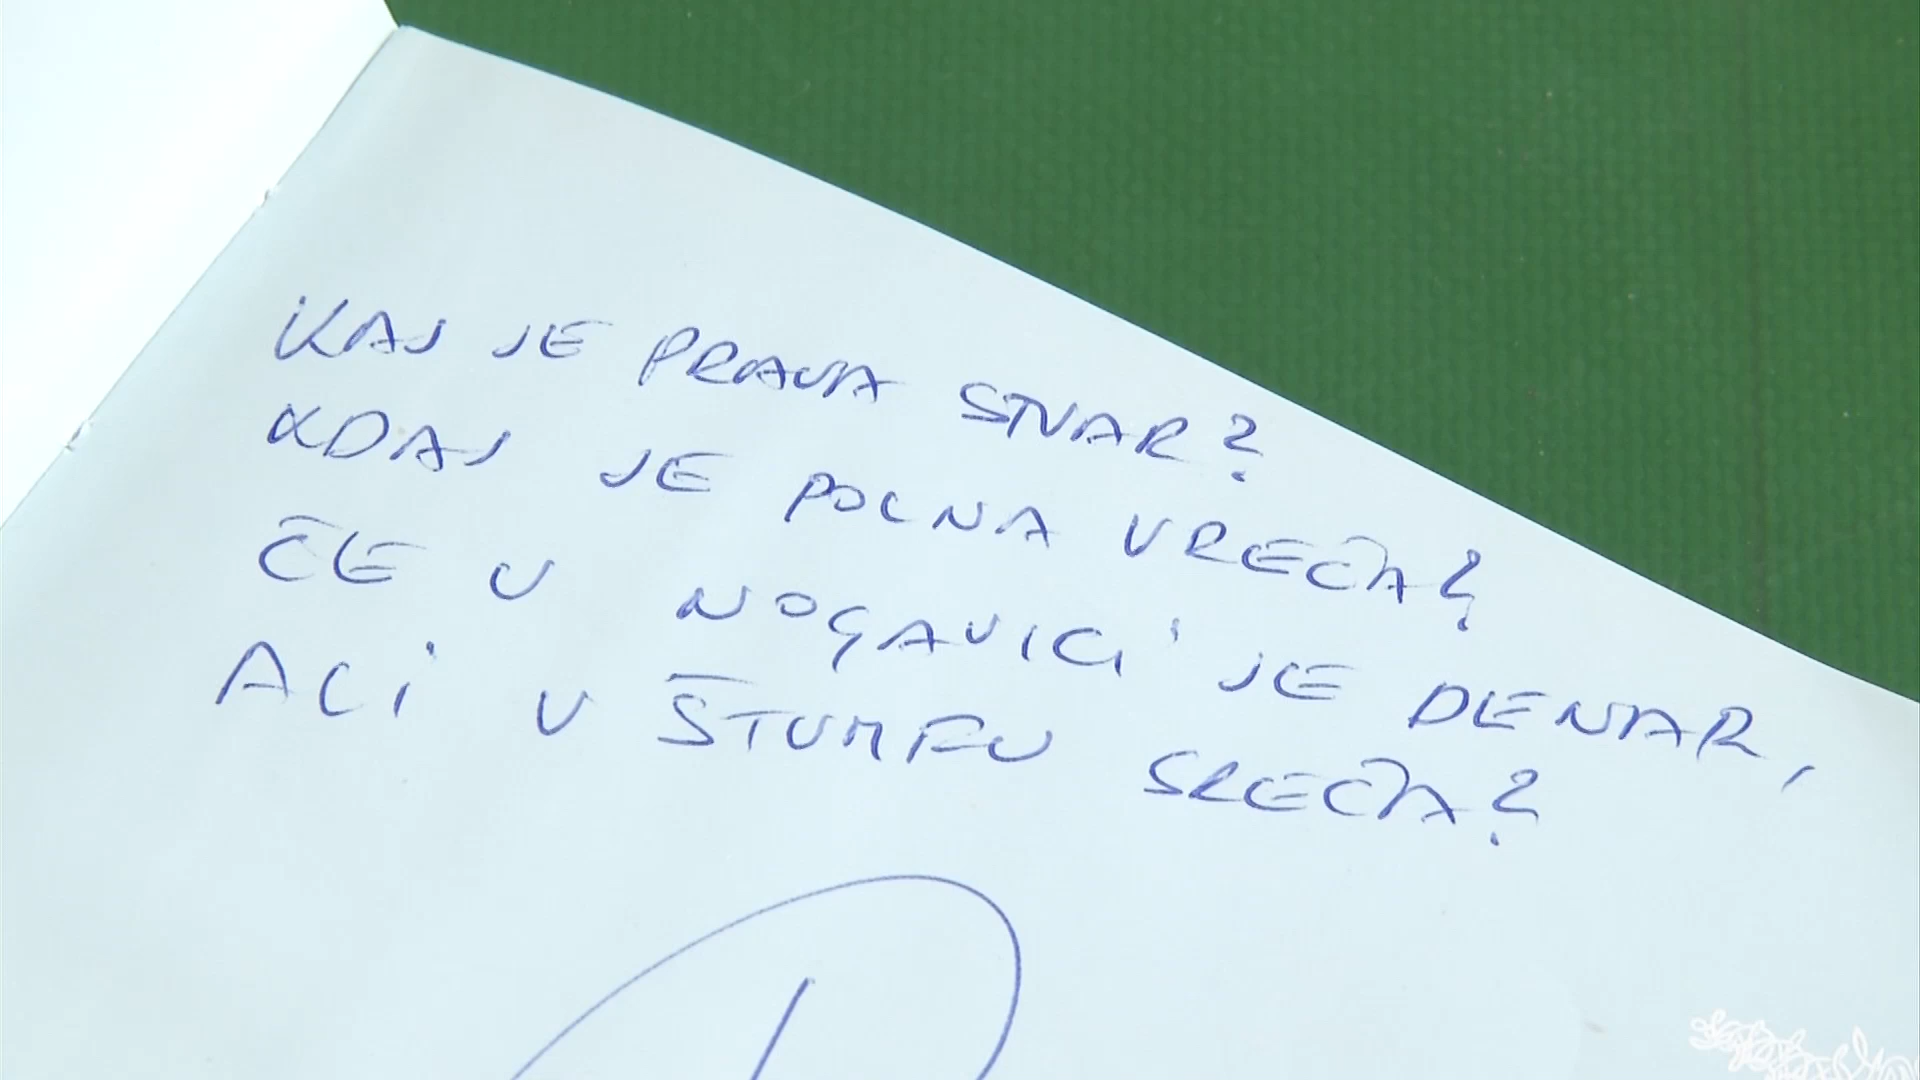 KAJ JE PRAVA STVAR?
KDAJ JE POLNA VREČA?
ČE V NOGAVICI JE DENAR,
ALI V ŠTUMFU SREČA?